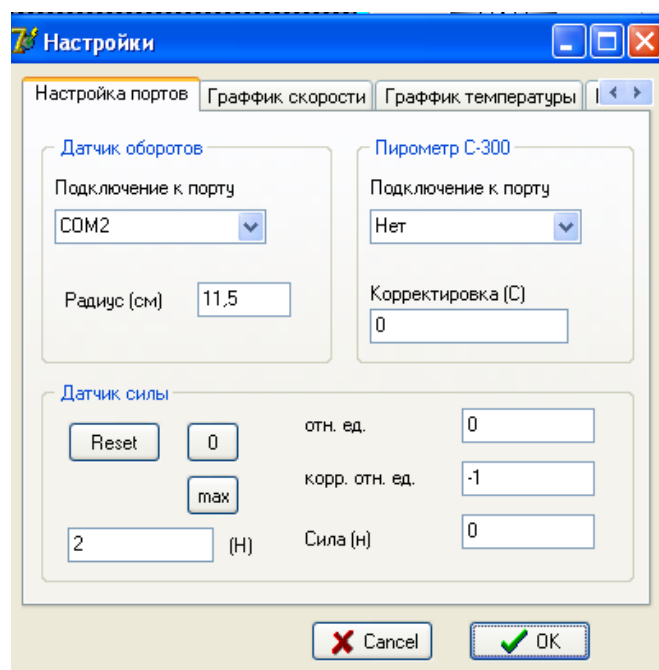 Настройки
Настройка портов Граффик скорости Граффик температуры
Датчик оборотов
Подключение к порту
COM2
Радиус (см) 11,5
Пирометр С-300
Подключение к порту
Нет
Корректировка (С)
0
Датчик силы
Reset 0
max
2 (Н)
отн. ед. 0
корр. отн. ед. -1
Сила (н) 0
Cancel OK